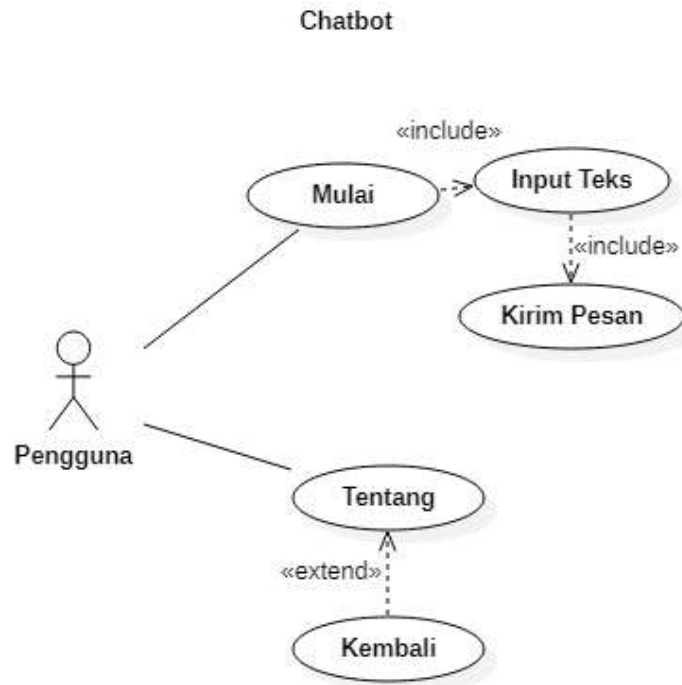 Chatbot
«include»
Mulai
Input Teks
«include»
Kirim Pesan
Pengguna
Tentang
«extend»
Kembali